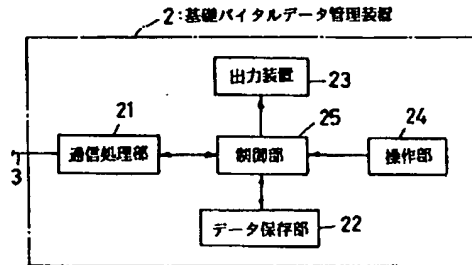 2:基礎バイタルデータ管理装置
出力装置
23
21
25
24
通信処理部
制御部
操作部
3
データ保存部
22